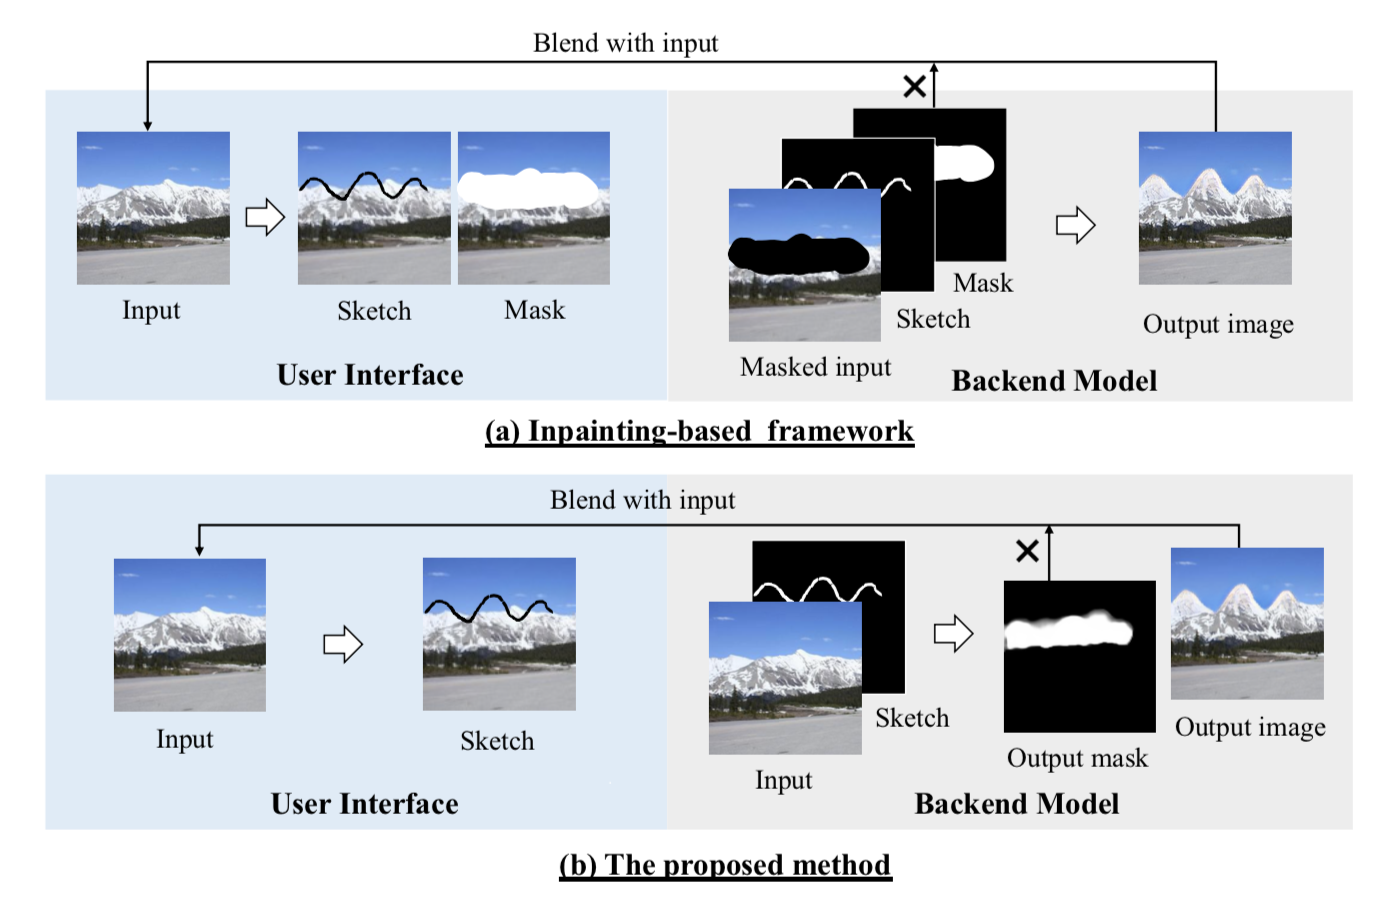 Blend with input
Input
Sketch
Mask
User Interface
Masked input
Sketch
Mask
Output image
Backend Model
(a) Inpainting-based framework
Blend with input
Input
Sketch
User Interface
Input
Sketch
Output mask
Output image
Backend Model
(b) The proposed method